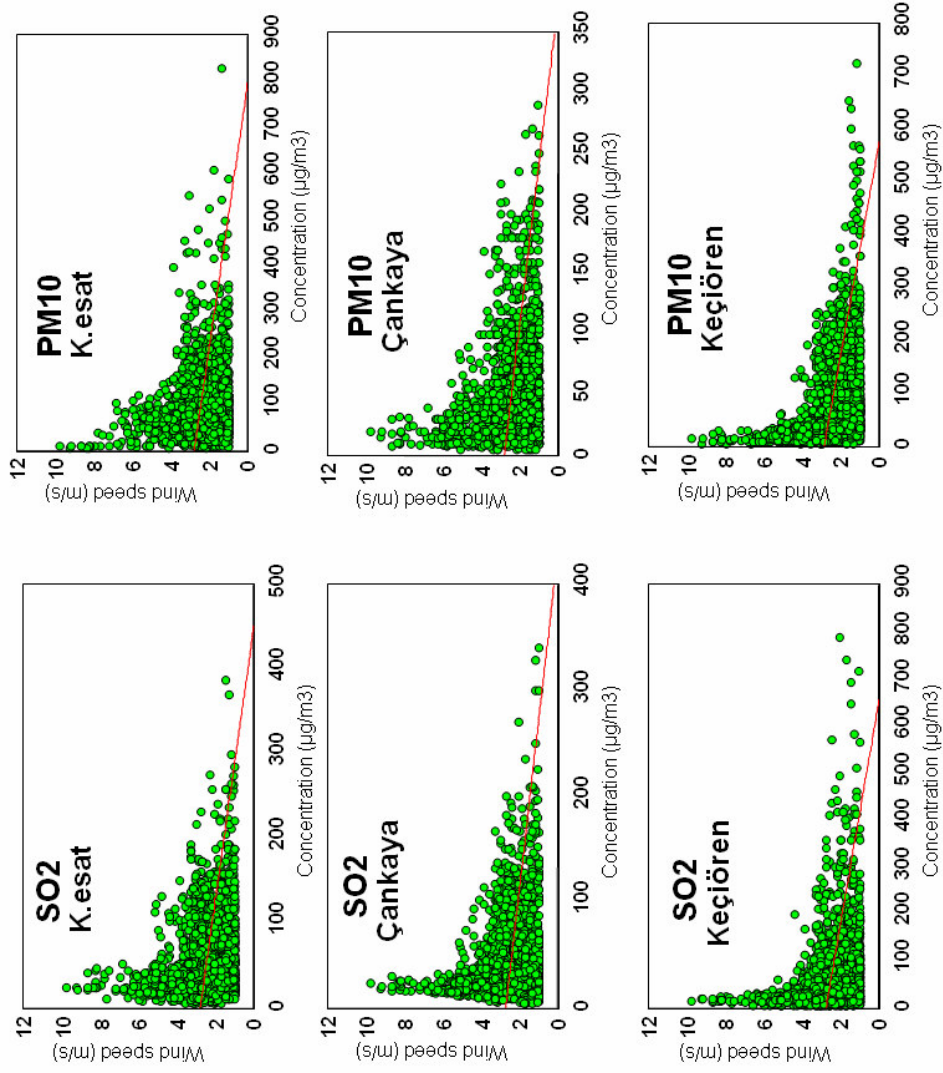 SO2
K.esat
Wind speed (m/s)
12
10
8
6
4
2
0
0 100 200 300 400 500
Concentration (µg/m3)
PM10
K.esat
Wind speed (m/s)
12
10
8
6
4
2
0
0 100 200 300 400 500 600 700 800 900
Concentration (µg/m3)
SO2
Çankaya
Wind speed (m/s)
12
10
8
6
4
2
0
0 100 200 300 400
Concentration (µg/m3)
PM10
Çankaya
Wind speed (m/s)
12
10
8
6
4
2
0
0 50 100 150 200 250 300 350
Concentration (µg/m3)
SO2
Keçiören
Wind speed (m/s)
12
10
8
6
4
2
0
0 100 200 300 400 500 600 700 800 900
Concentration (µg/m3)
PM10
Keçiören
Wind speed (m/s)
12
10
8
6
4
2
0
0 100 200 300 400 500 600 700 800
Concentration (µg/m3)